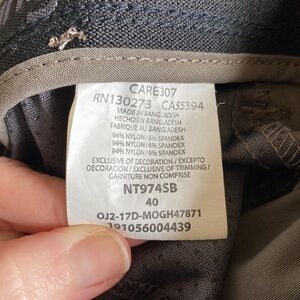 CARE307
RN130273 CA55394
MADE IN BANGLADESH
HECHO EN BANGLADESH
FABRIQUÉ AU BANGLADESH
94% NYLON/6% SPANDEX
94% NYLON/6% SPANDEX
94% NYLON/6% SPANDEX
EXCLUSIVE OF DECORATION / EXCEPTO
DECORACION / EXCLUSIVE OF TRIMMING /
GARNITURE NON COMPRISE
NT974SB
40
OJ2-17D-MOGH47871
191056004439